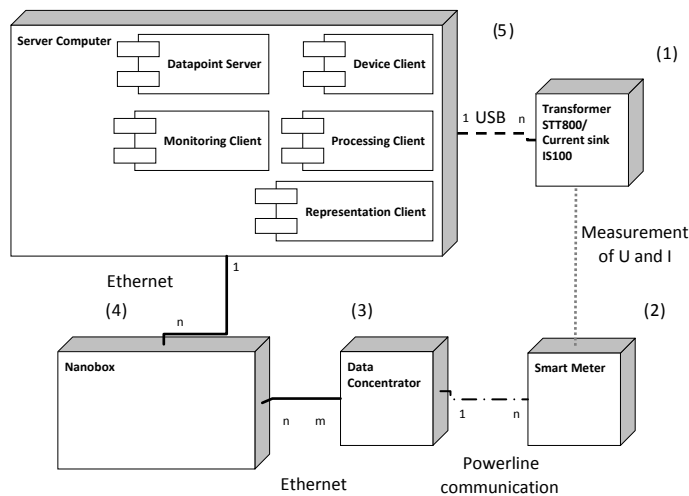 Server Computer
Datapoint Server
Device Client
Monitoring Client
Processing Client
Representation Client
(5)
(1)
1 USB n
Transformer
STT800/
Current sink
IS100
Measurement
of U and I
Ethernet
1
(4)
n
(3)
(2)
Nanobox
Data
Concentrator
Smart Meter
n m
1 n
Ethernet
Powerline
communication